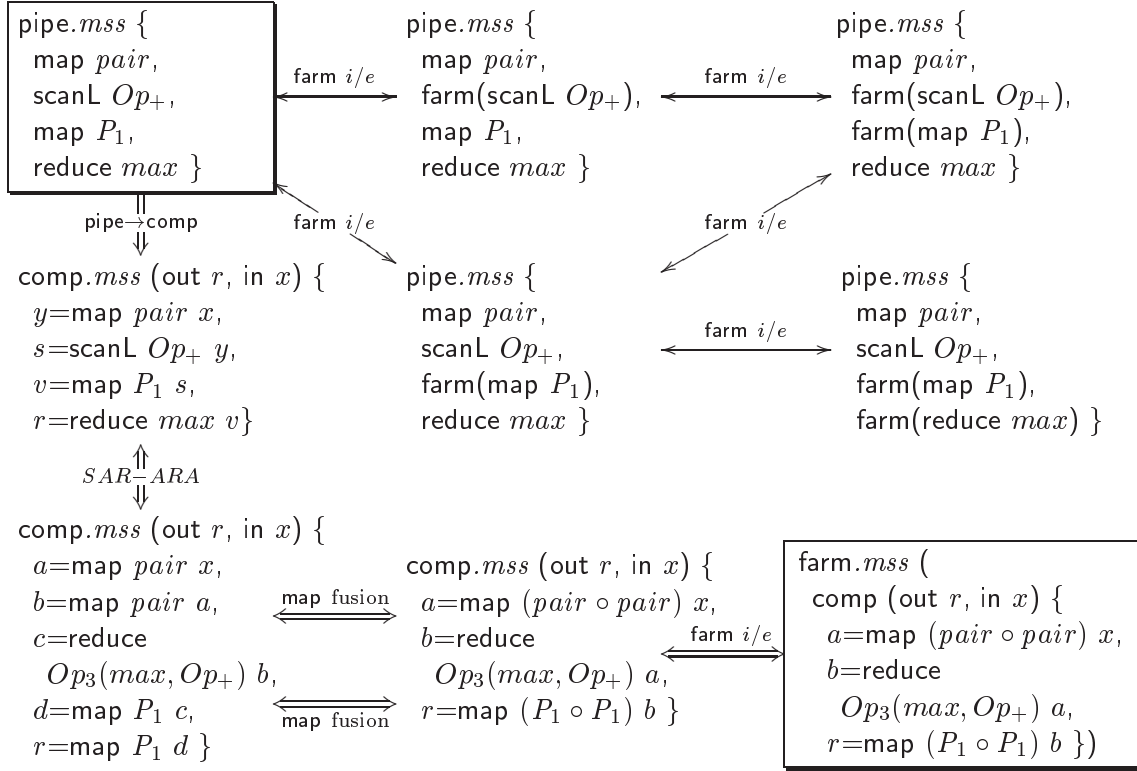 pipe.mss {
map pair,
scanL Op+,
map P1,
reduce max }
farm i/e
pipe.mss {
map pair,
farm(scanL Op+),
map P1,
reduce max }
farm i/e
pipe.mss {
map pair,
farm(scanL Op+),
farm(map P1),
reduce max }
pipe→comp
farm i/e
farm i/e
comp.mss (out r, in x) {
y=map pair x,
s=scanL Op+ y,
v=map P1 s,
r=reduce max v}
pipe.mss {
map pair,
scanL Op+,
farm(map P1),
reduce max }
farm i/e
pipe.mss {
map pair,
scanL Op+,
farm(map P1),
farm(reduce max) }
SAR–ARA
comp.mss (out r, in x) {
a=map pair x,
b=map pair a,
c=reduce
Op3(max, Op+) b,
d=map P1 c,
r=map P1 d }
map fusion
map fusion
comp.mss (out r, in x) {
a=map (pair ∘ pair) x,
b=reduce
Op3(max, Op+) a,
r=map (P1 ∘ P1) b }
farm i/e
farm.mss (
comp (out r, in x) {
a=map (pair ∘ pair) x,
b=reduce
Op3(max, Op+) a,
r=map (P1 ∘ P1) b })